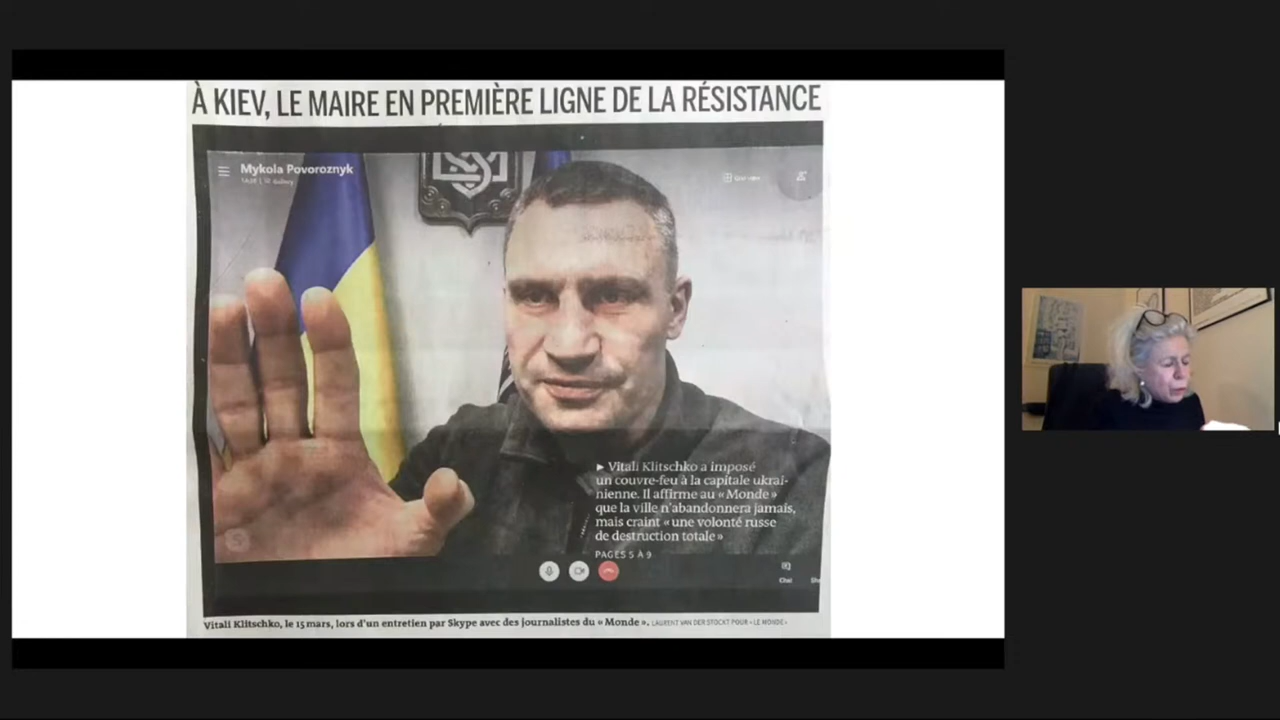 À KIEV, LE MAIRE EN PREMIÈRE LIGNE DE LA RÉSISTANCE
Mykola Povoroznyk
► Vitali Klitschko a imposé
un couvre-feu à la capitale ukrai-
nienne. Il affirme au « Monde »
que la ville n'abandonnera jamais,
mais craint « une volonté russe
de destruction totale »
PAGES 5 À 9
Chat
Vitali Klitschko, le 15 mars, lors d'un entretien par Skype avec des journalistes du « Monde ». LAURENT VAN DER STOCKT POUR « LE MONDE »